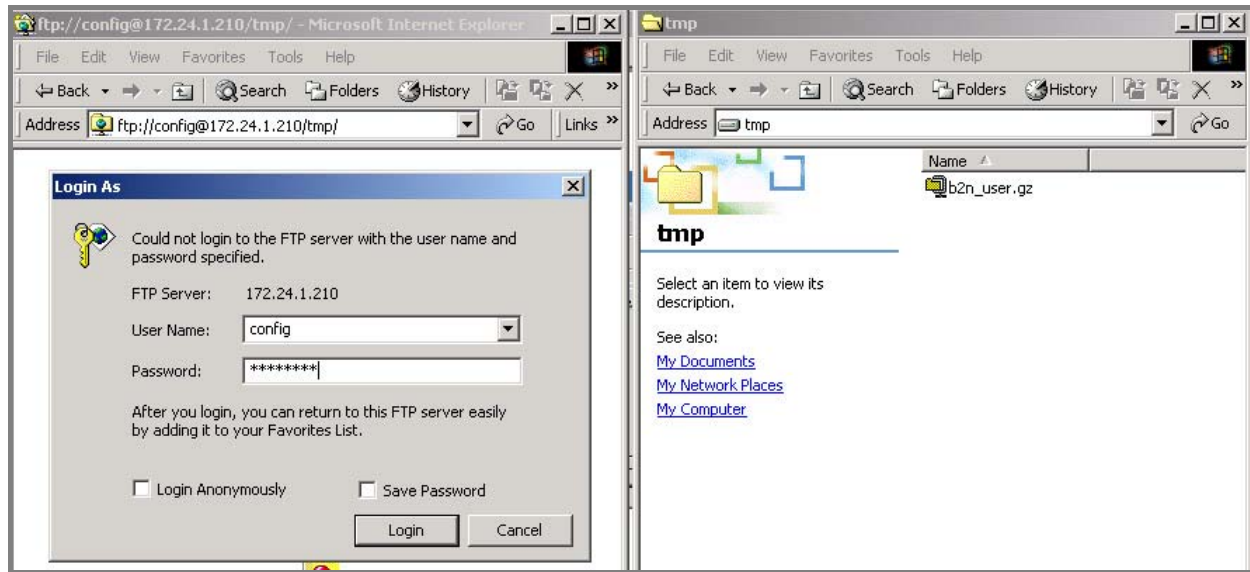 ftp://config@172.24.1.210/tmp/ - Microsoft Internet Explorer
File Edit View Favorites Tools Help
Back Search Folders History »
Address ftp://config@172.24.1.210/tmp/ Go Links »
Login As
Could not login to the FTP server with the user name and
password specified.
FTP Server: 172.24.1.210
User Name: config
Password: ********
After you login, you can return to this FTP server easily
by adding it to your Favorites List.
Login Anonymously Save Password
Login Cancel
tmp
File Edit View Favorites Tools Help
Back Search Folders History »
Address tmp Go
Name
b2n_user.gz
tmp
Select an item to view its
description.
See also:
My Documents
My Network Places
My Computer